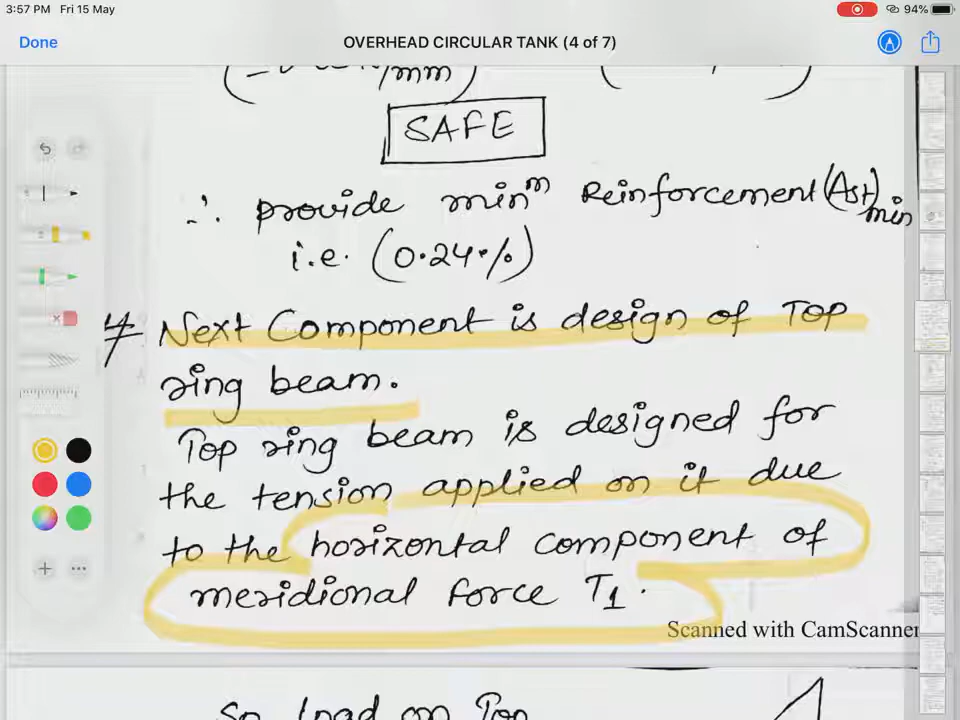 3:57 PM Fri 15 May
94%
Done
OVERHEAD CIRCULAR TANK (4 of 7)
/mm
SAFE
∴ provide minᵐ Reinforcement (Ast)min
i.e. (0.24%)
4 Next Component is design of Top
ring beam.
Top ring beam is designed for
the tension applied on it due
to the horizontal component of
meridional force T1.
Scanned with CamScanner
So load on Top